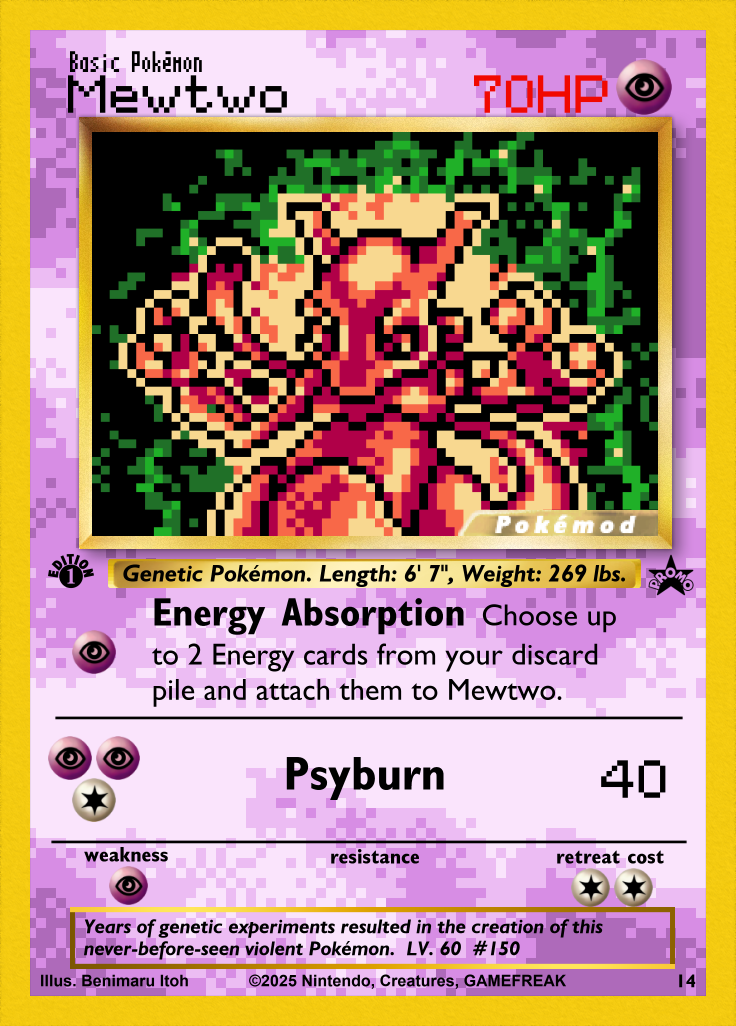 Basic Pokémon
Mewtwo
70HP
Pokémod
EDITION
1
Genetic Pokémon. Length: 6' 7", Weight: 269 lbs.
PROMO
Energy Absorption Choose up
to 2 Energy cards from your discard
pile and attach them to Mewtwo.
Psyburn
40
weakness
resistance
retreat cost
Years of genetic experiments resulted in the creation of this
never-before-seen violent Pokémon. LV. 60 #150
Illus. Benimaru Itoh
©2025 Nintendo, Creatures, GAMEFREAK
14